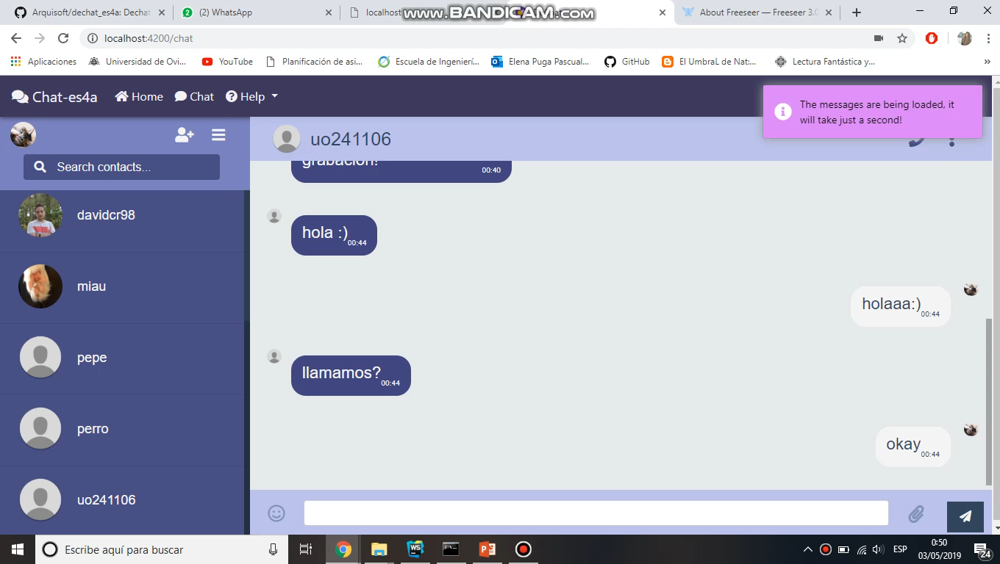 Arquisoft/dechat_es4a: Dechat
(2) WhatsApp
localhost
www.BANDICAM.com
About Freeseer — Freeseer 3.0
localhost:4200/chat
Aplicaciones
Universidad de Ovi...
YouTube
Planificación de asi...
Escuela de Ingenierí...
Elena Puga Pascual...
GitHub
El UmbraL de Nat:...
Lectura Fantástica y...
»
Chat-es4a
Home
Chat
Help
The messages are being loaded, it
will take just a second!
Search contacts...
davidcr98
miau
pepe
perro
uo241106
uo241106
grabacion!
00:40
hola :) 00:44
holaaa:) 00:44
llamamos? 00:44
okay 00:44
Escribe aquí para buscar
WS
ESP
0:50
03/05/2019
24